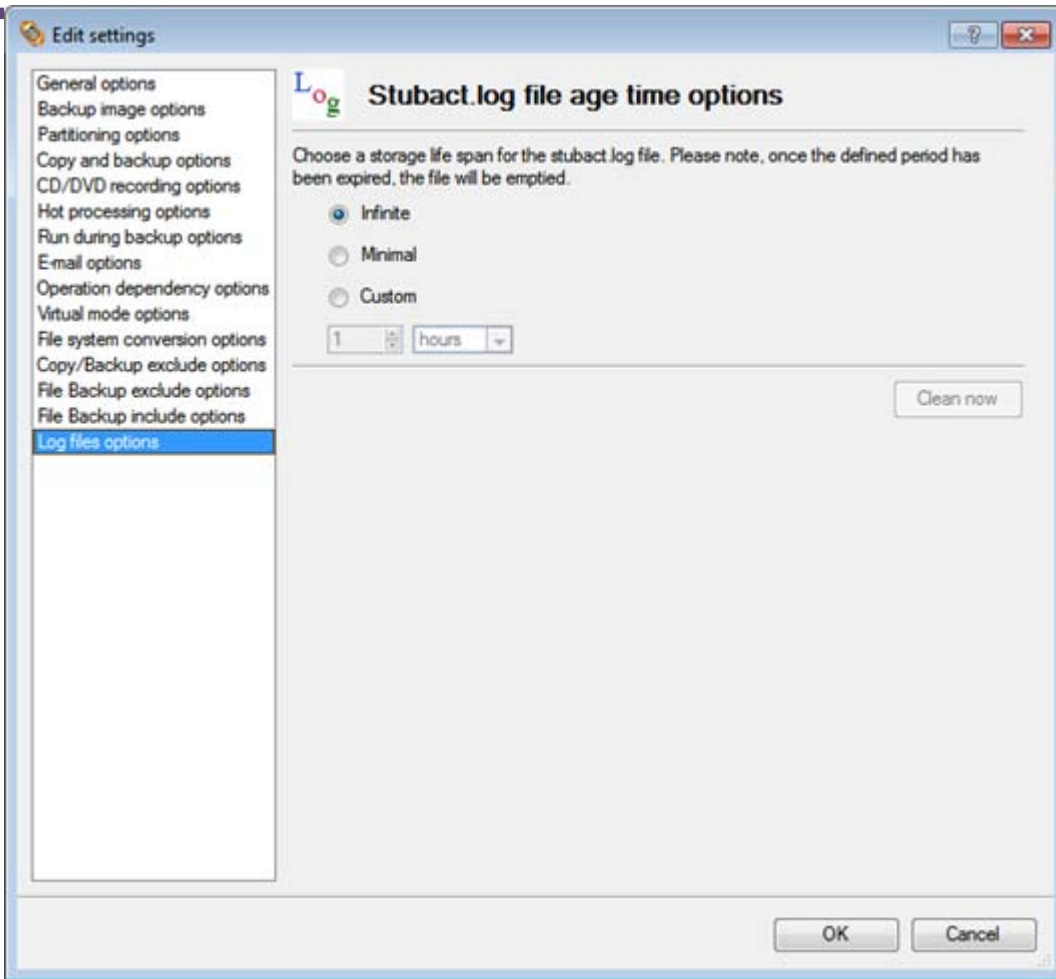 Edit settings
?
General options
Backup image options
Partitioning options
Copy and backup options
CD/DVD recording options
Hot processing options
Run during backup options
E-mail options
Operation dependency options
Virtual mode options
File system conversion options
Copy/Backup exclude options
File Backup exclude options
File Backup include options
Log files options
Log
Stubact.log file age time options
Choose a storage life span for the stubact.log file. Please note, once the defined period has
been expired, the file will be emptied.
Infinite
Minimal
Custom
1 hours
Clean now
OK Cancel